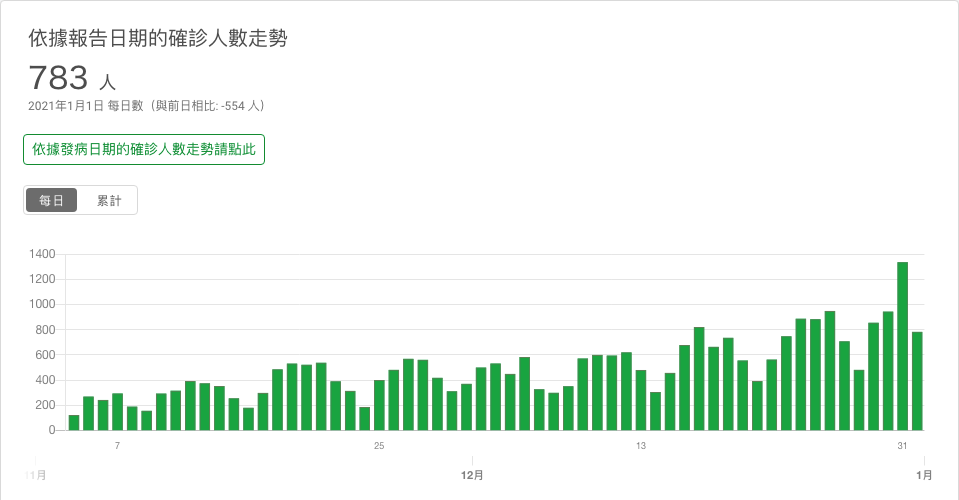 依據報告日期的確診人數走勢
783 人
2021年1月1日 每日數（與前日相比: -554 人）
依據發病日期的確診人數走勢請點此
每日 累計
1400
1200
1000
800
600
400
200
0
7 25 13 31
11月 12月 1月